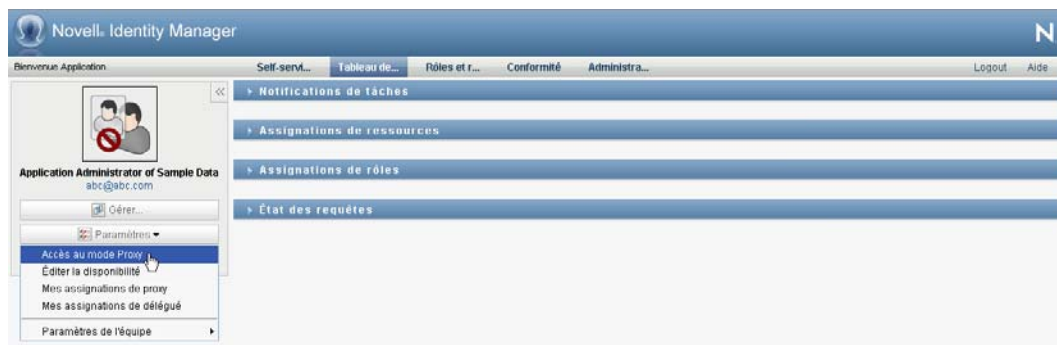 Novell® Identity Manager
N
Bienvenue Application
Self-servi... Tableau de... Rôles et r... Conformité Administra... Logout Aide
Notifications de tâches
Assignations de ressources
Assignations de rôles
État des requêtes
Application Administrator of Sample Data
abc@abc.com
Gérer...
Paramètres
Accès au mode Proxy
Éditer la disponibilité
Mes assignations de proxy
Mes assignations de délégué
Paramètres de l'équipe